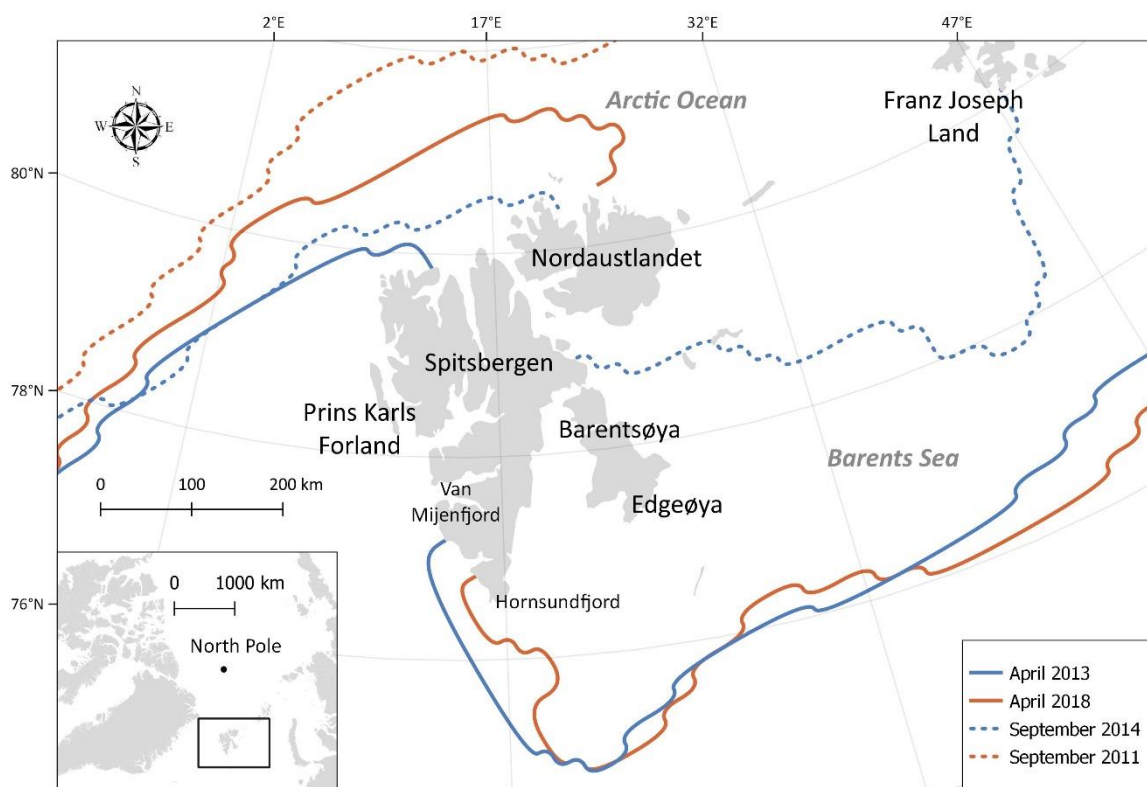 2°E
17°E
32°E
47°E
Arctic Ocean
Franz Joseph
Land
N
W
E
S
80°N
Nordaustlandet
78°N
Spitsbergen
Prins Karls
Forland
Barentsøya
Barents Sea
0 100 200 km
Van
Mijenfjord
Edgeøya
0 1000 km
76°N
Hornsundfjord
North Pole
April 2013
April 2018
September 2014
September 2011